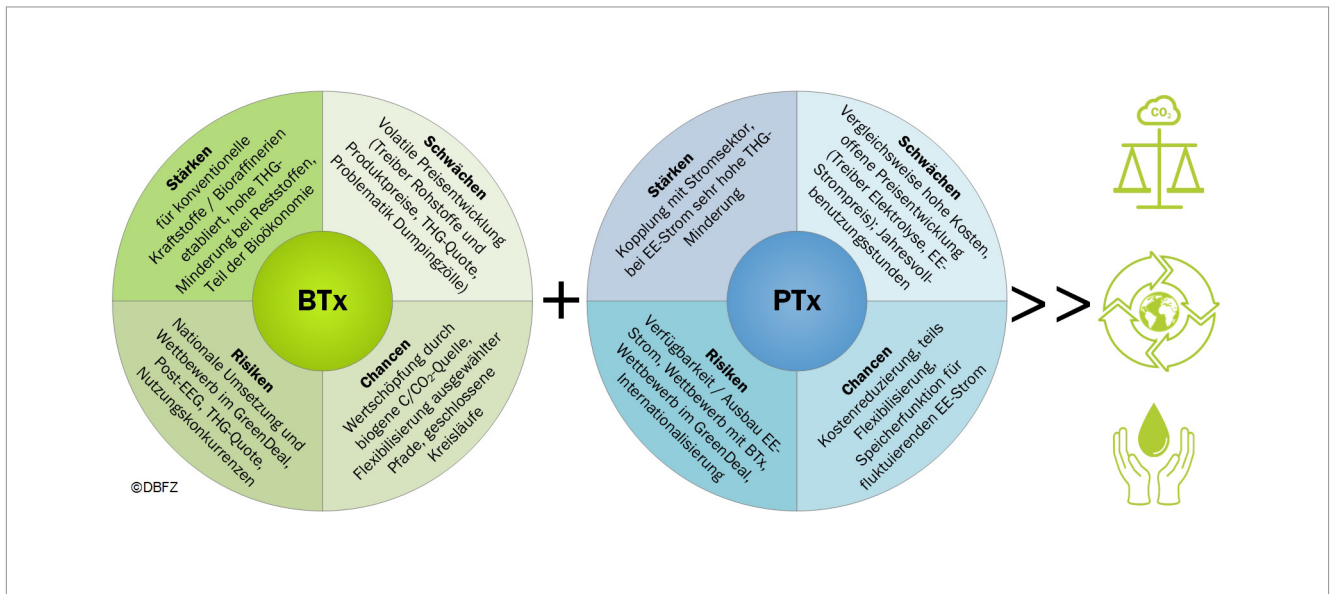 Stärken
für konventionelle
Kraftstoffe / Bioraffinerien
etabliert, hohe THG-
Minderung bei Reststoffen,
Teil der Bioökonomie
Schwächen
Volatile Preisentwicklung
(Treiber Rohstoffe und
Produktpreise, THG-Quote,
Problematik Dumpingzölle)
BTx
Risiken
Nationale Umsetzung und
Wettbewerb im GreenDeal,
Post-EEG, THG-Quote,
Nutzungskonkurrenzen
Chancen
Wertschöpfung durch
biogene C/CO₂-Quelle,
Flexibilisierung ausgewählter
Pfade, geschlossene
Kreisläufe
+
Stärken
Kopplung mit Stromsektor,
bei EE-Strom sehr hohe THG-
Minderung
Schwächen
Vergleichsweise hohe Kosten,
offene Preisentwicklung
(Treiber Elektrolyse, EE-
Strompreis); Jahresvoll-
benutzungsstunden
PTx
Risiken
Verfügbarkeit / Ausbau EE-
Strom, Wettbewerb mit BTx,
Wettbewerb im GreenDeal,
Internationalisierung
Chancen
Kostenreduzierung, teils
Flexibilisierung,
Speicherfunktion für
fluktuierenden EE-Strom
>>
CO₂
©DBFZ